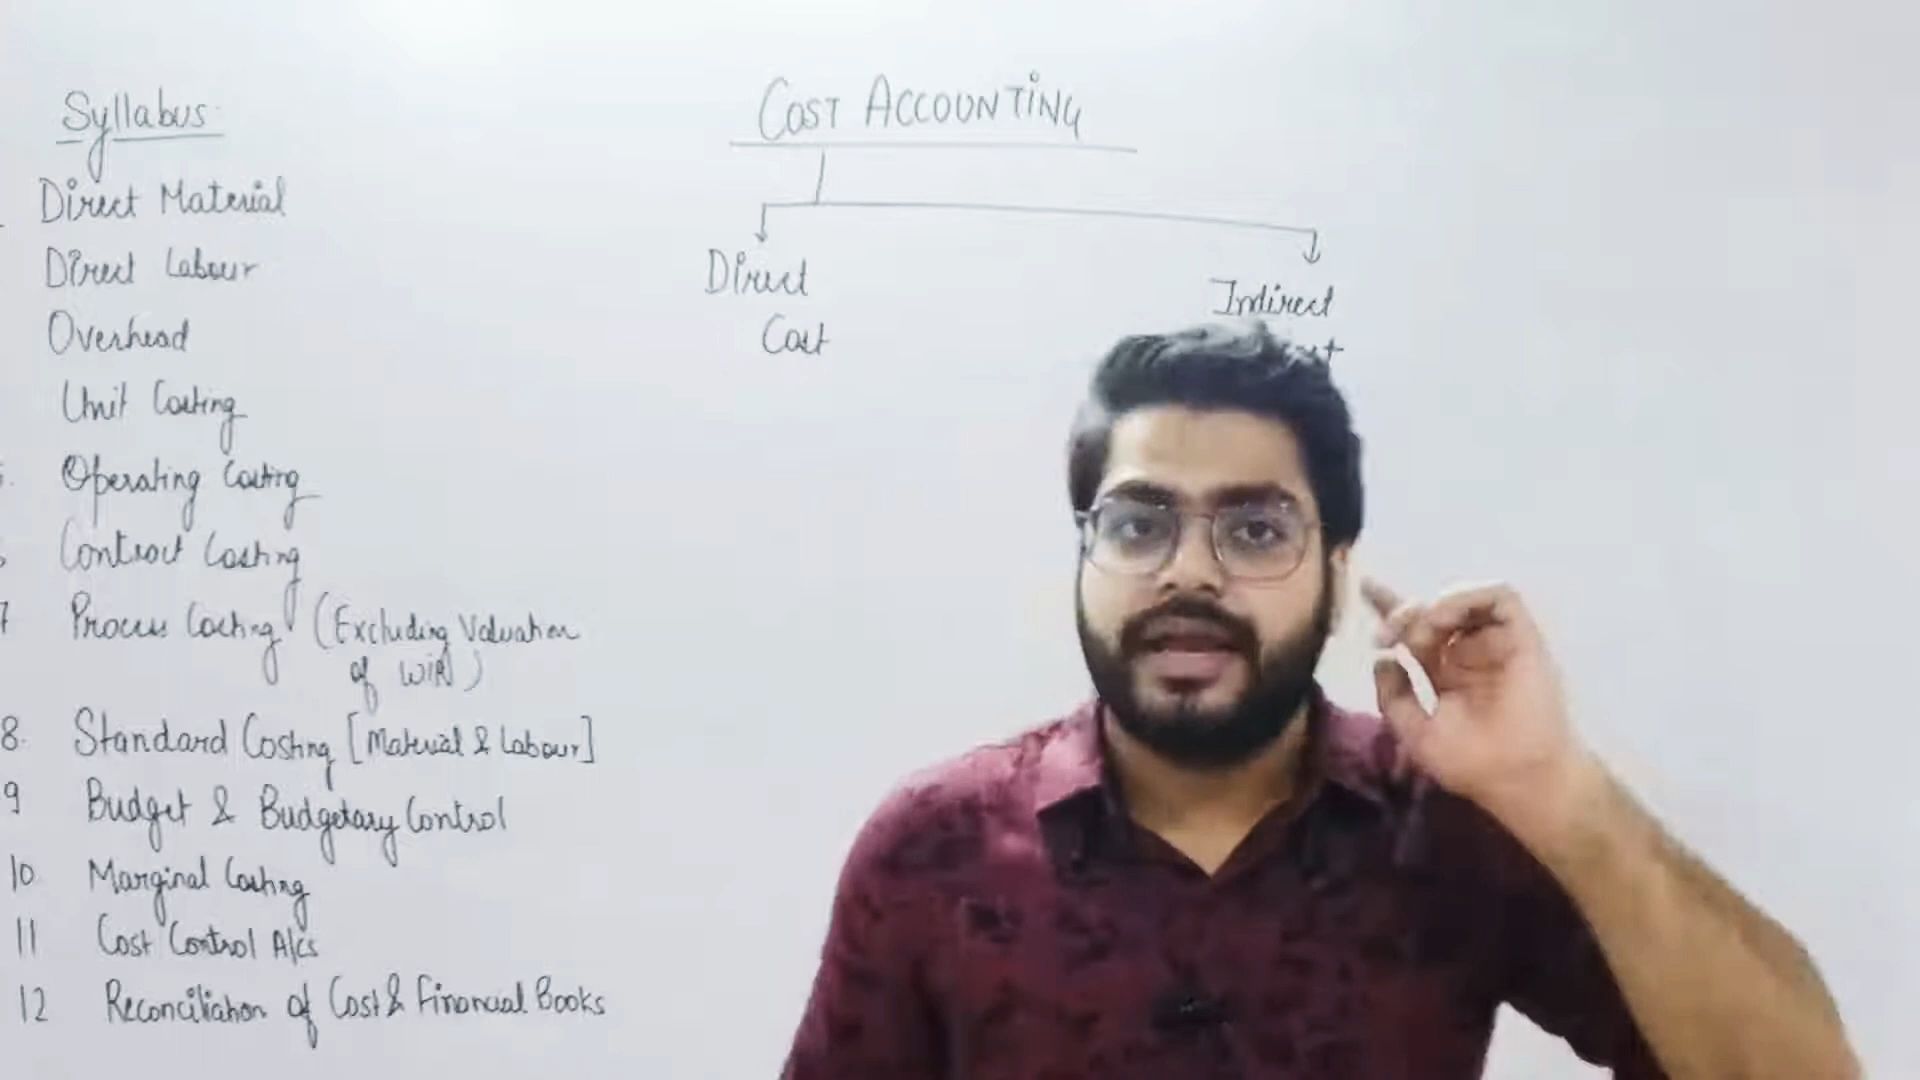 Syllabus
Direct Material
Direct Labour
Overhead
Unit Costing
Operating Costing
Contract Costing
7 Process Costing (Excluding Valuation
of WIP)
8. Standard Costing [Material & Labour]
9 Budget & Budgetary Control
10 Marginal Costing
11 Cost Control A/cs
12 Reconciliation of Cost & Financial Books
COST ACCOUNTING
Direct
Cost
Indirect